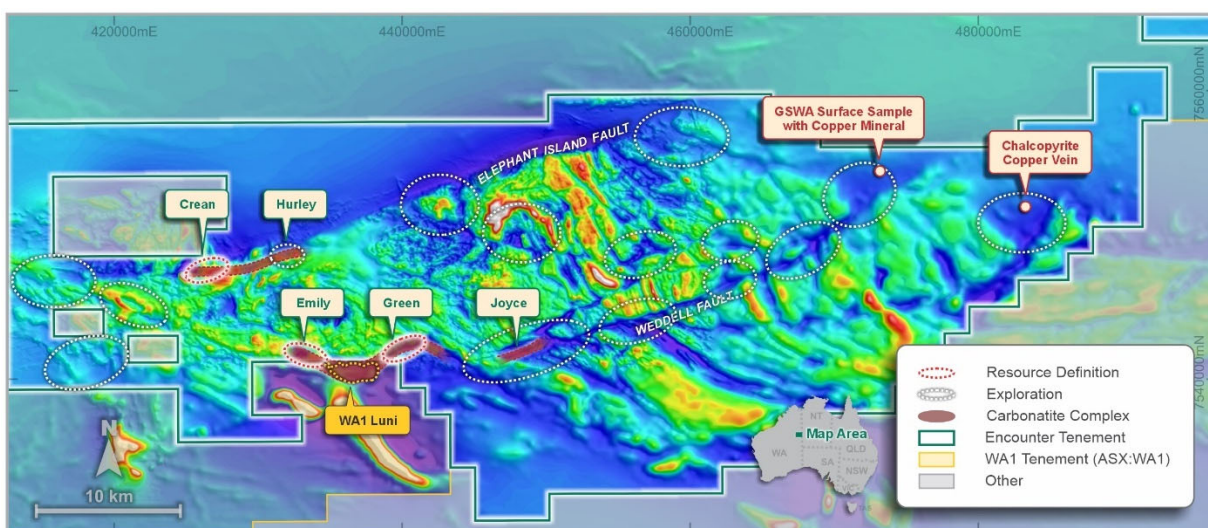 420000mE
440000mE
460000mE
480000mE
7560000mN
GSWA Surface Sample
with Copper Mineral
Chalcopyrite
Copper Vein
ELEPHANT ISLAND FAULT
Crean
Hurley
Emily
Green
Joyce
WEDDELL FAULT
WA1 Luni
7540000mN
N
10 km
Map Area
WA
NT
SA
QLD
NSW
Resource Definition
Exploration
Carbonatite Complex
Encounter Tenement
WA1 Tenement (ASX:WA1)
Other